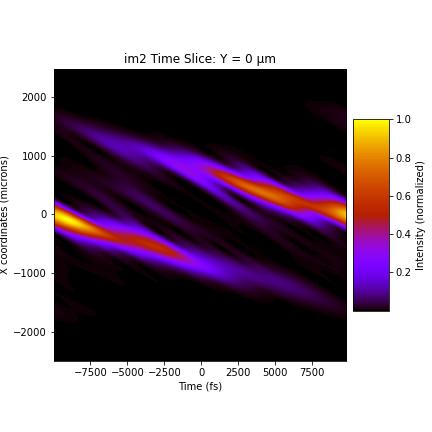 im2 Time Slice: Y = 0 μm
X coordinates (microns)
2000
1000
0
−1000
−2000
−7500 −5000 −2500 0 2500 5000 7500
Time (fs)
1.0
0.8
0.6
0.4
0.2
Intensity (normalized)